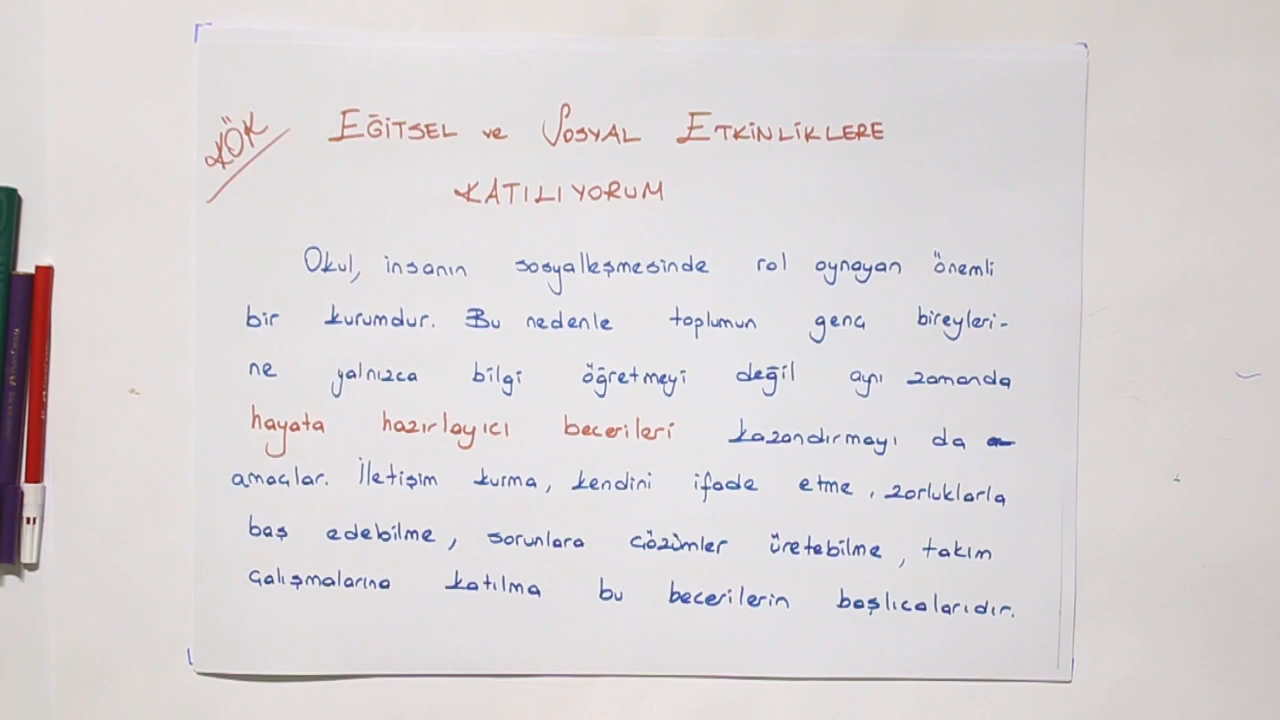 KÖK
EĞİTSEL ve SOSYAL ETKİNLİKLERE
KATILIYORUM
Okul, insanın sosyalleşmesinde rol oynayan önemli
bir kurumdur. Bu nedenle toplumun genç bireyleri-
ne yalnızca bilgi öğretmeyi değil aynı zamanda
hayata hazırlayıcı becerileri kazandırmayı da
amaçlar. İletişim kurma, kendini ifade etme, zorluklarla
baş edebilme, sorunlara çözümler üretebilme, takım
çalışmalarına katılma bu becerilerin başlıcalarıdır.